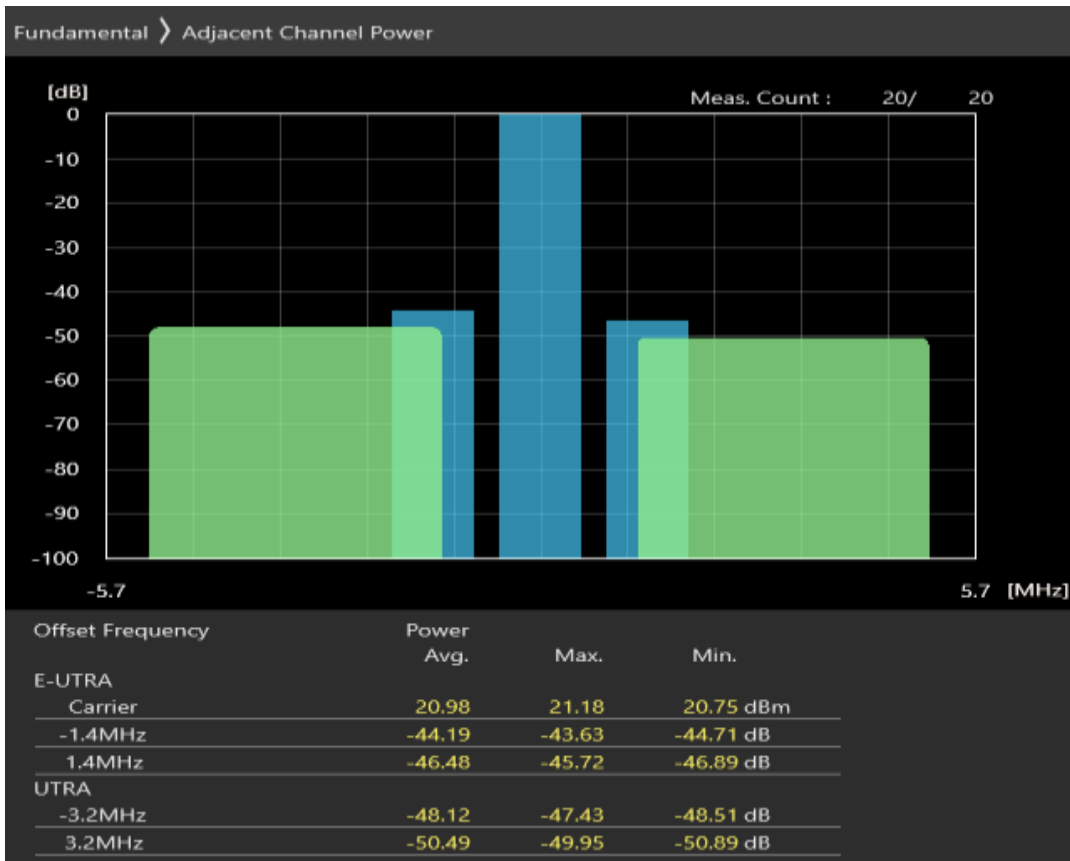 Fundamental 〉 Adjacent Channel Power
[dB]
Meas. Count : 20/ 20
0
-10
-20
-30
-40
-50
-60
-70
-80
-90
-100
-5.7 5.7 [MHz]
Offset Frequency Power
Avg. Max. Min.
E-UTRA
Carrier 20.98 21.18 20.75 dBm
-1.4MHz -44.19 -43.63 -44.71 dB
1.4MHz -46.48 -45.72 -46.89 dB
UTRA
-3.2MHz -48.12 -47.43 -48.51 dB
3.2MHz -50.49 -49.95 -50.89 dB